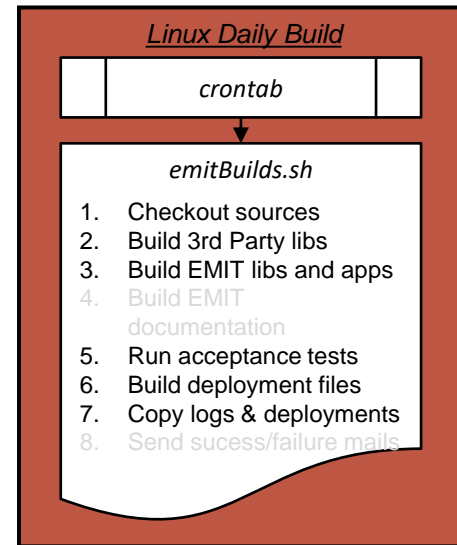 Linux Daily Build
crontab
emitBuilds.sh
1. Checkout sources
2. Build 3rd Party libs
3. Build EMIT libs and apps
4. Build EMIT
documentation
5. Run acceptance tests
6. Build deployment files
7. Copy logs & deployments
8. Send sucess/failure mails